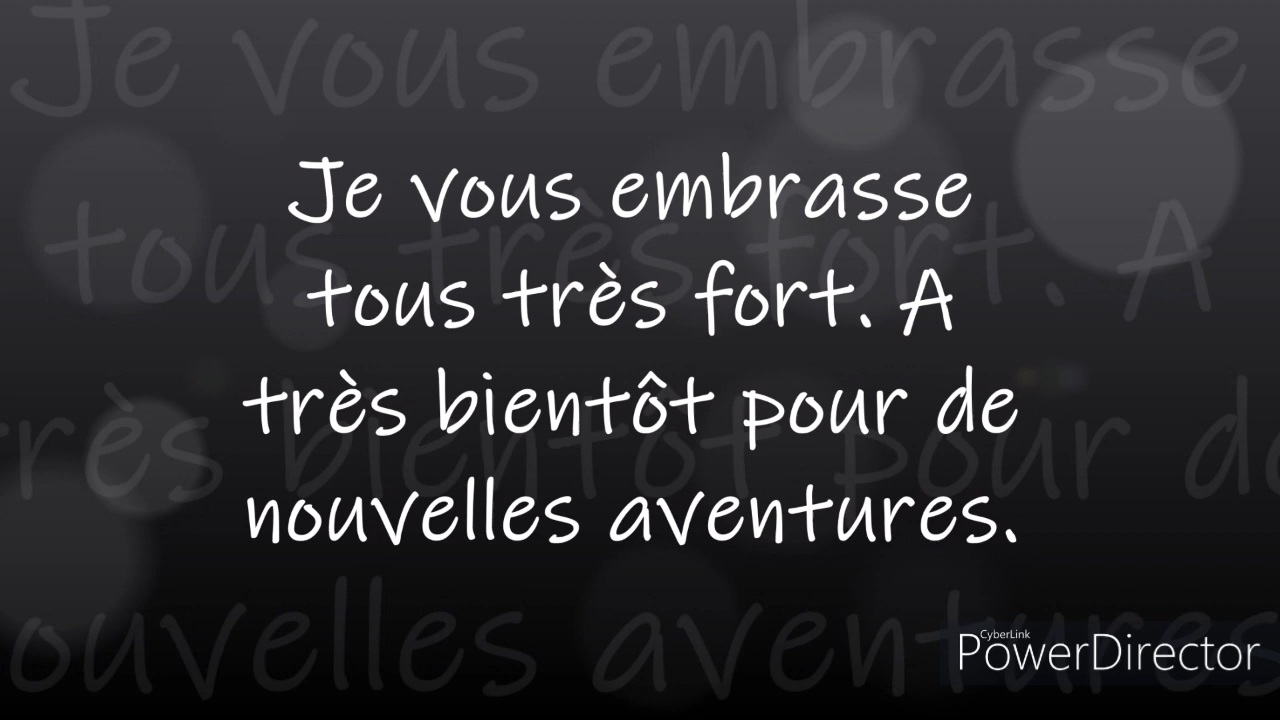 Je vous embrasse
tous très fort. A
très bientôt pour de
nouvelles aventures.
CyberLink
PowerDirector